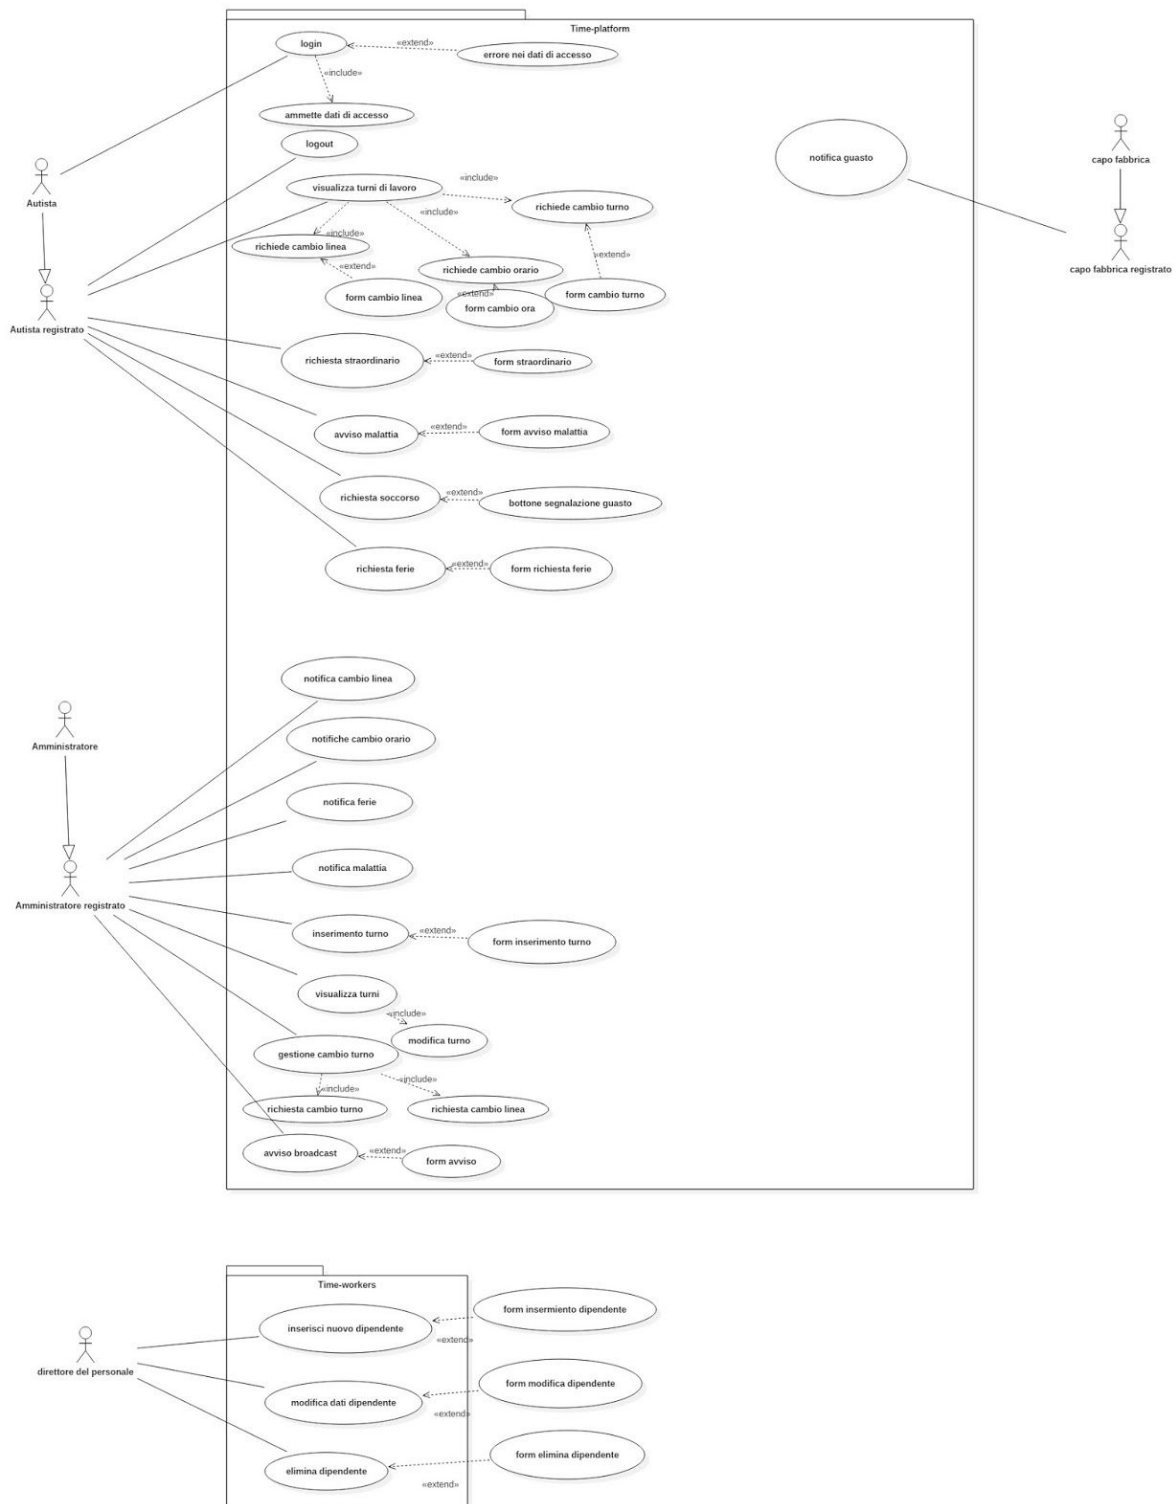 Time-platform
login
«extend»
errore nei dati di accesso
«include»
ammette dati di accesso
logout
notifica guasto
capo fabbrica
Autista
visualizza turni di lavoro
«include»
richiede cambio turno
«include»
«include»
richiede cambio linea
«extend»
richiede cambio orario
«extend»
capo fabbrica registrato
form cambio linea
«extend»
form cambio ora
form cambio turno
Autista registrato
richiesta straordinario
«extend»
form straordinario
avviso malattia
«extend»
form avviso malattia
richiesta soccorso
«extend»
bottone segnalazione guasto
richiesta ferie
«extend»
form richiesta ferie
notifica cambio linea
Amministratore
notifiche cambio orario
notifica ferie
notifica malattia
Amministratore registrato
inserimento turno
«extend»
form inserimento turno
visualizza turni
«include»
modifica turno
gestione cambio turno
«include»
«include»
richiesta cambio turno
richiesta cambio linea
avviso broadcast
«extend»
form avviso
Time-workers
form insermiento dipendente
inserisci nuovo dipendente
«extend»
direttore del personale
form modifica dipendente
modifica dati dipendente
«extend»
form elimina dipendente
elimina dipendente
«extend»